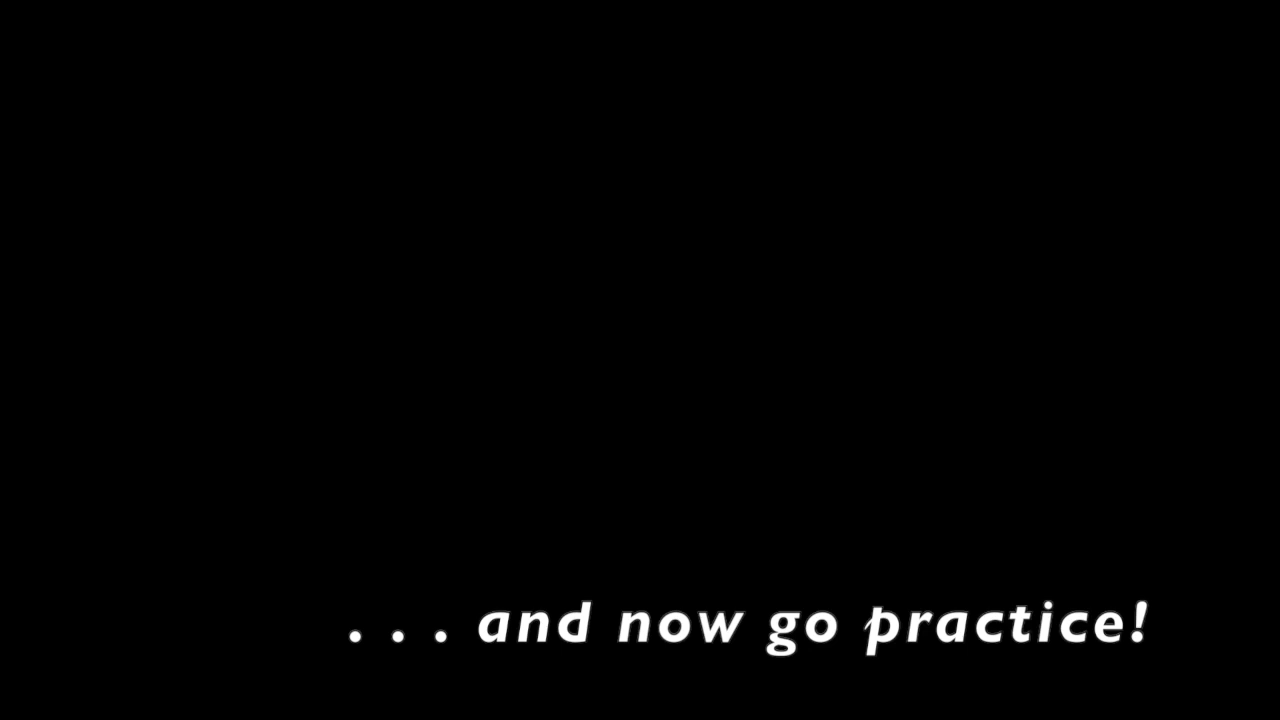 . . . and now go practice!